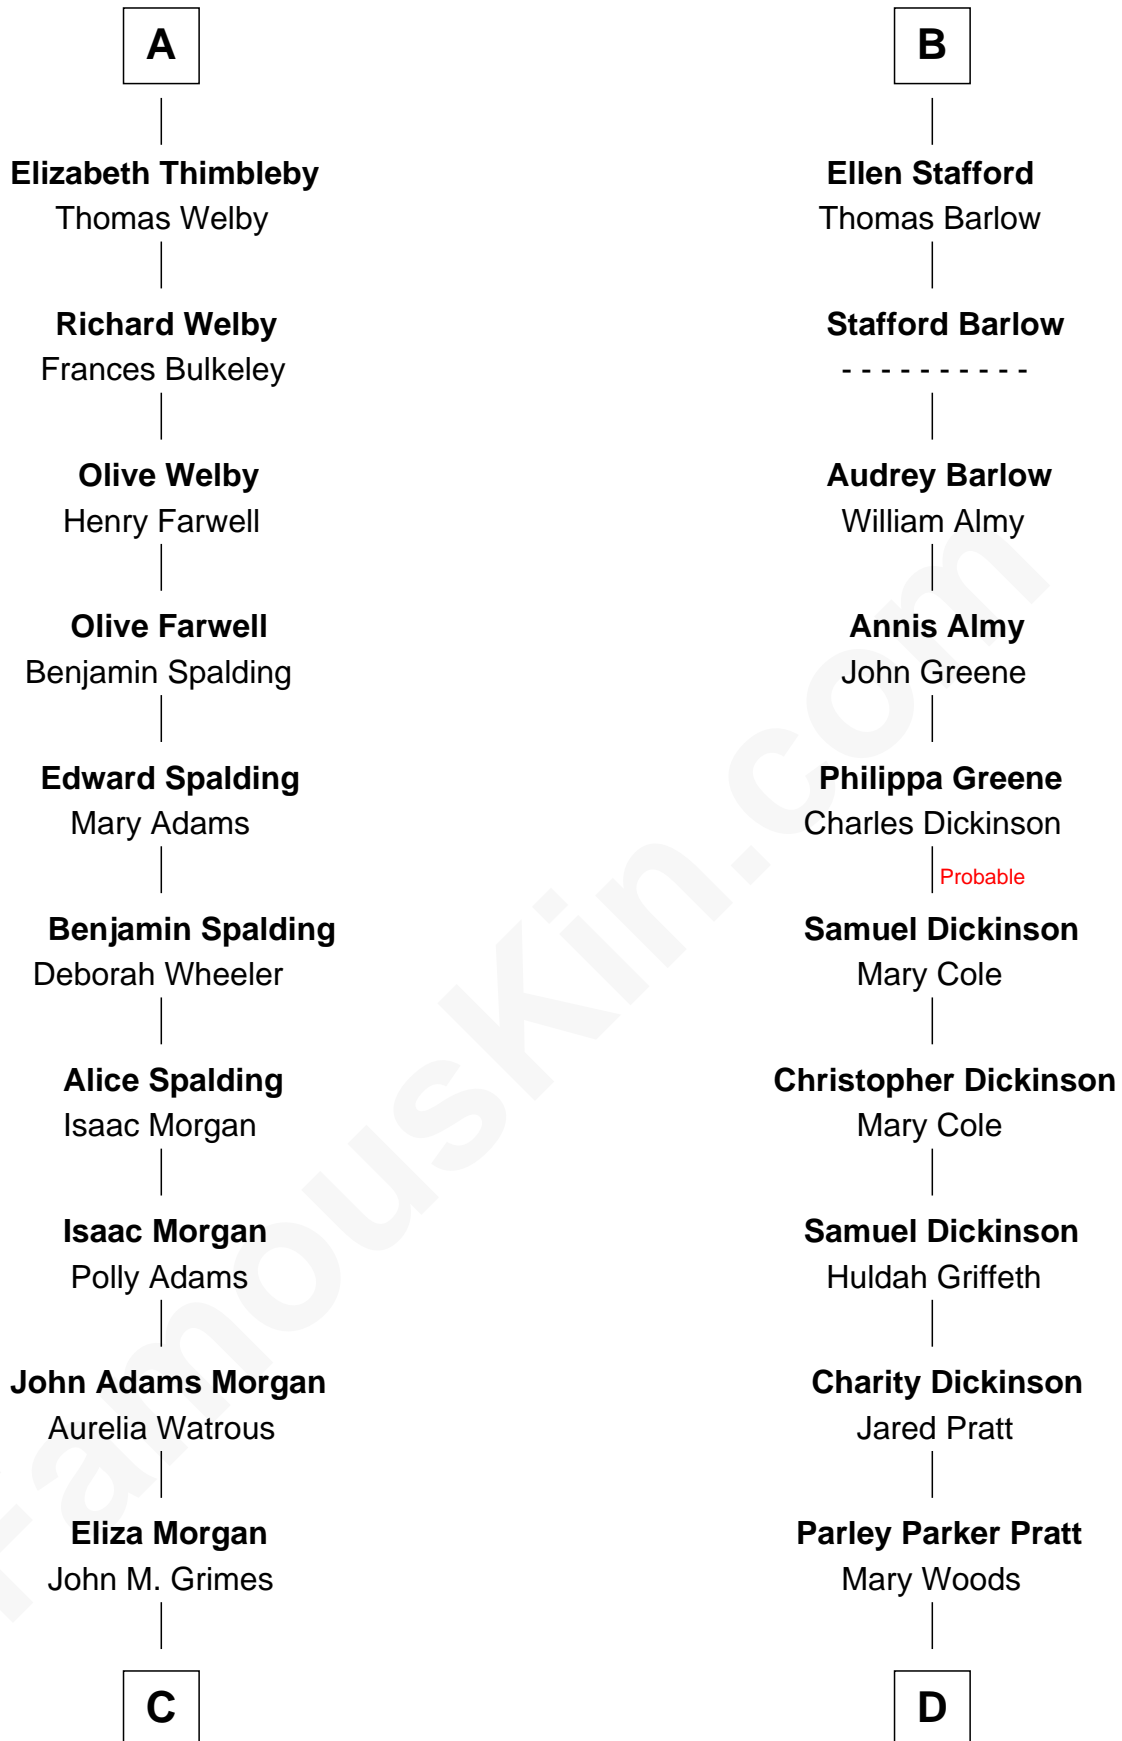 A
Elizabeth Thimbleby
Thomas Welby
Richard Welby
Frances Bulkeley
Olive Welby
Henry Farwell
Olive Farwell
Benjamin Spalding
Edward Spalding
Mary Adams
Benjamin Spalding
Deborah Wheeler
Alice Spalding
Isaac Morgan
Isaac Morgan
Polly Adams
John Adams Morgan
Aurelia Watrous
Eliza Morgan
John M. Grimes
C
B
Ellen Stafford
Thomas Barlow
Stafford Barlow
- - - - - - - - - -
Audrey Barlow
William Almy
Annis Almy
John Greene
Philippa Greene
Charles Dickinson
Probable
Samuel Dickinson
Mary Cole
Christopher Dickinson
Mary Cole
Samuel Dickinson
Huldah Griffeth
Charity Dickinson
Jared Pratt
Parley Parker Pratt
Mary Woods
D
FamousKin.com